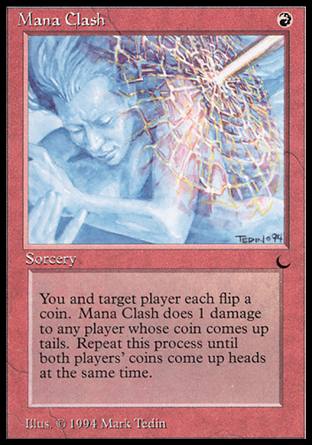 Mana Clash
TEDIN©94
Sorcery
You and target player each flip a
coin. Mana Clash does 1 damage
to any player whose coin comes up
tails. Repeat this process until
both players' coins come up heads
at the same time.
Illus. © 1994 Mark Tedin